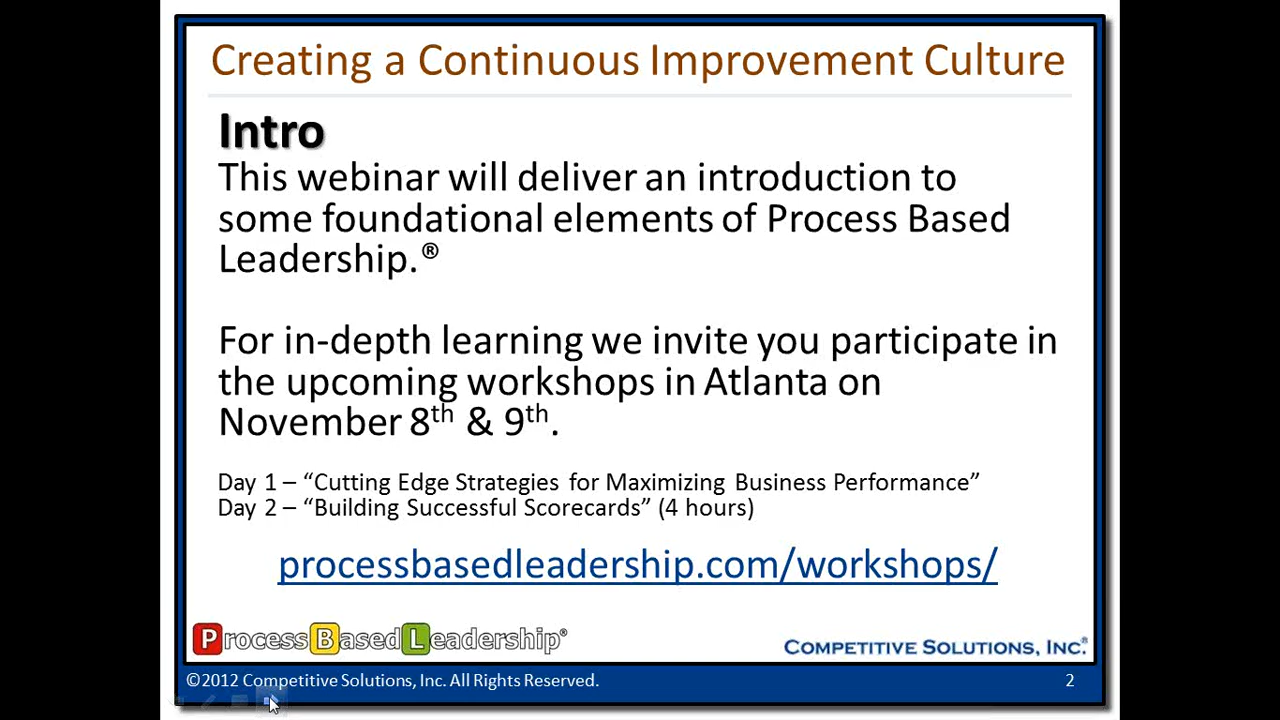 Creating a Continuous Improvement Culture
Intro
This webinar will deliver an introduction to
some foundational elements of Process Based
Leadership.®
For in-depth learning we invite you participate in
the upcoming workshops in Atlanta on
November 8th & 9th.
Day 1 – “Cutting Edge Strategies for Maximizing Business Performance”
Day 2 – “Building Successful Scorecards” (4 hours)
processbasedleadership.com/workshops/
Process Based Leadership®
COMPETITIVE SOLUTIONS, INC.®
©2012 Competitive Solutions, Inc. All Rights Reserved.
2